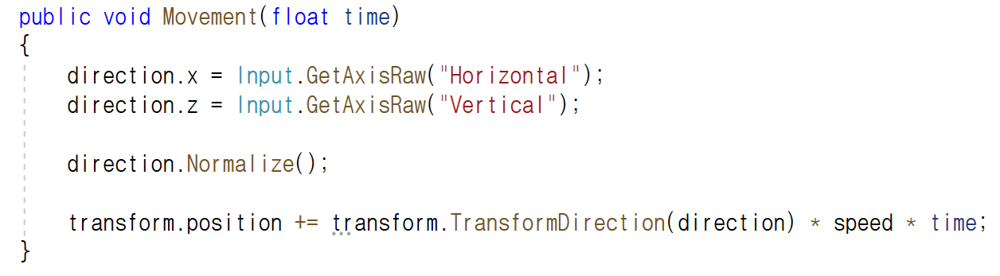 public void Movement(float time)
{
    direction.x = Input.GetAxisRaw("Horizontal");
    direction.z = Input.GetAxisRaw("Vertical");

    direction.Normalize();

    transform.position += transform.TransformDirection(direction) * speed * time;
}